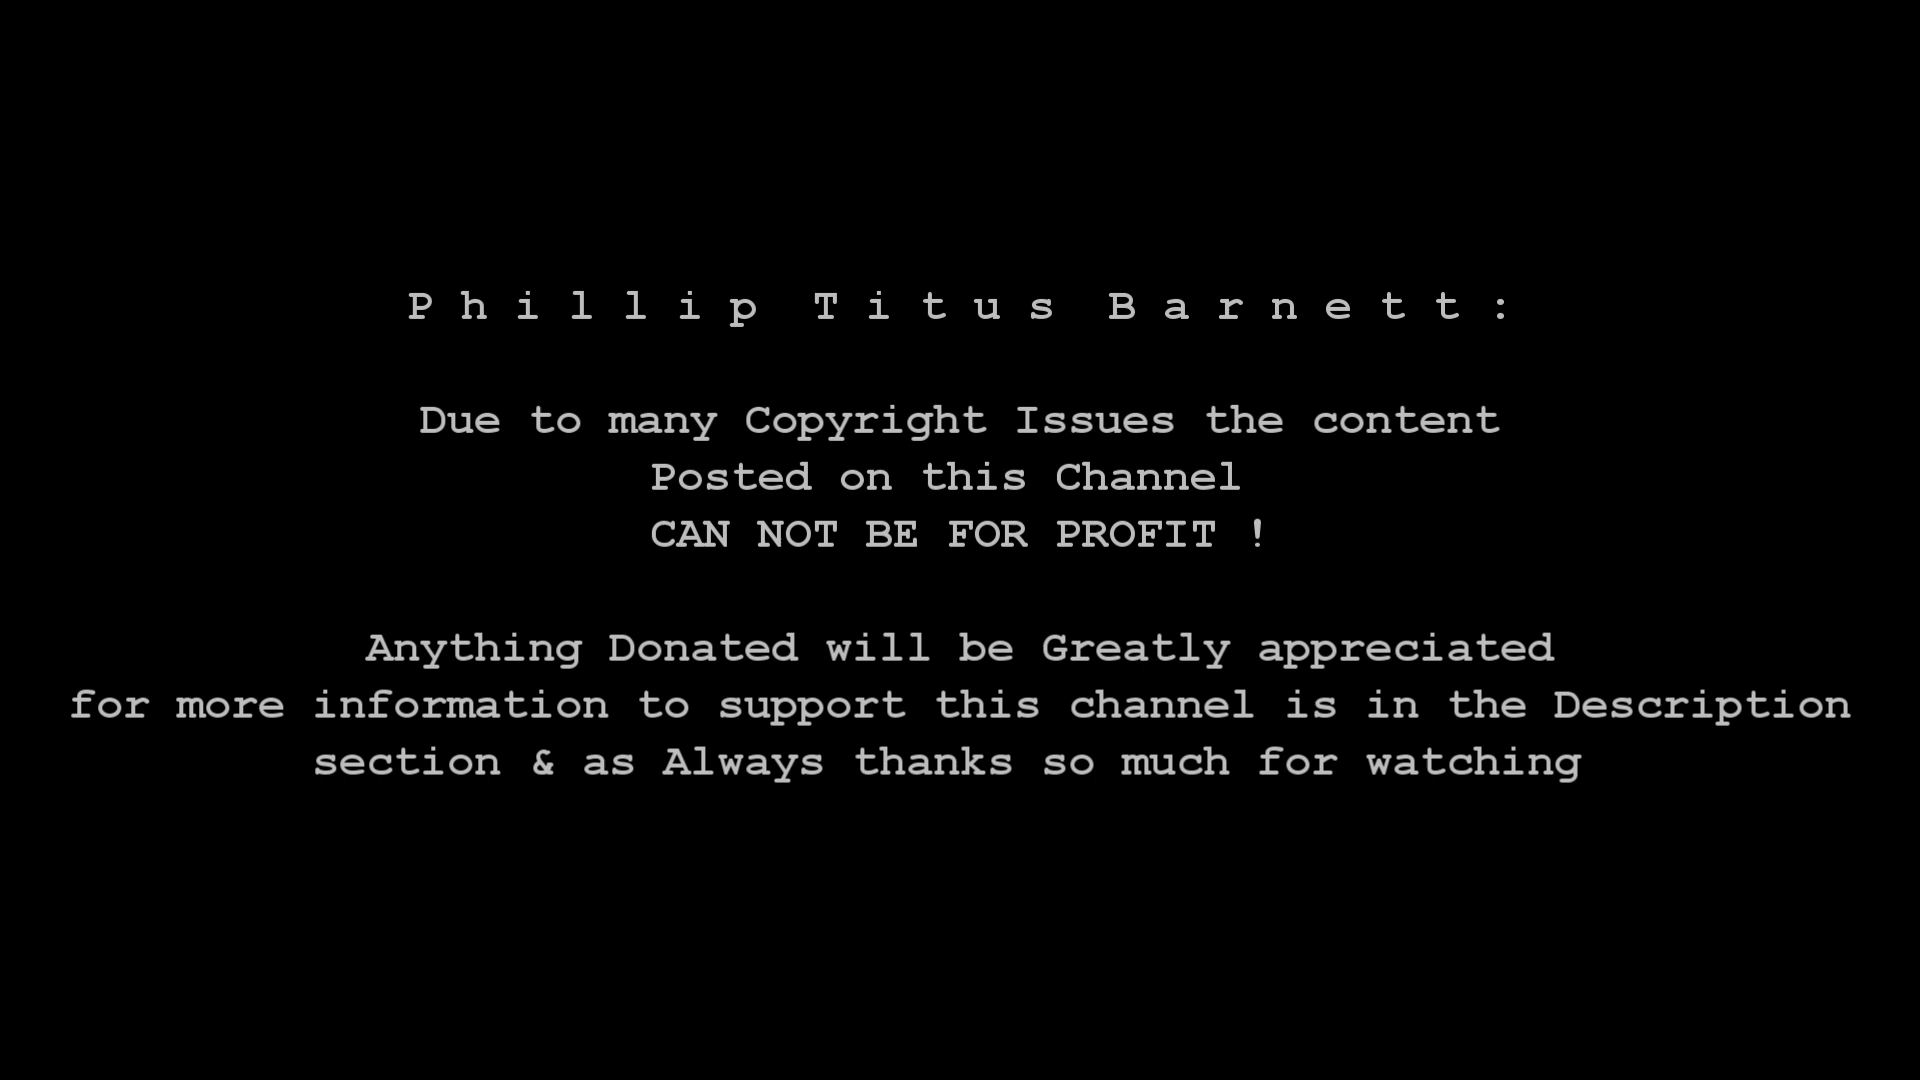 P h i l l i p  T i t u s  B a r n e t t :
Due to many Copyright Issues the content
Posted on this Channel
CAN NOT BE FOR PROFIT !
Anything Donated will be Greatly appreciated
for more information to support this channel is in the Description
section & as Always thanks so much for watching